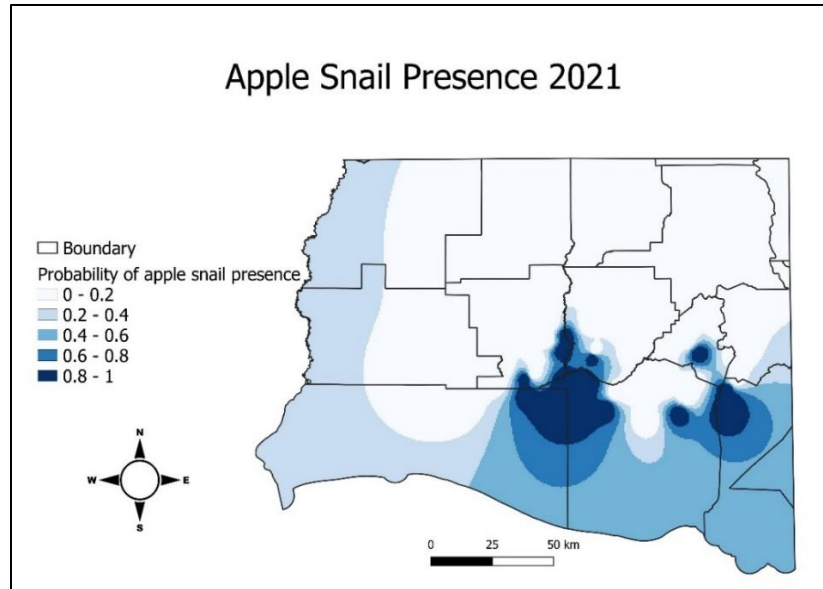 Apple Snail Presence 2021
Boundary
Probability of apple snail presence
0 - 0.2
0.2 - 0.4
0.4 - 0.6
0.6 - 0.8
0.8 - 1
N
W E
S
0 25 50 km